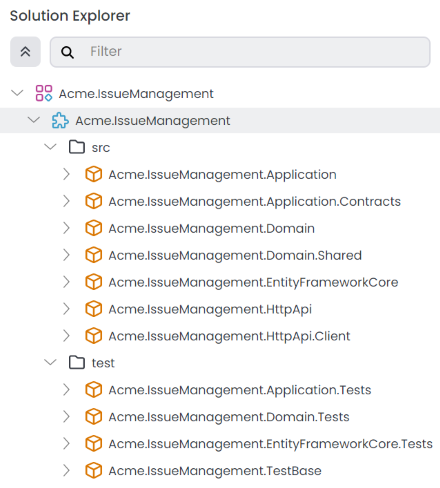 Solution Explorer
Filter
Acme.IssueManagement
Acme.IssueManagement
src
Acme.IssueManagement.Application
Acme.IssueManagement.Application.Contracts
Acme.IssueManagement.Domain
Acme.IssueManagement.Domain.Shared
Acme.IssueManagement.EntityFrameworkCore
Acme.IssueManagement.HttpApi
Acme.IssueManagement.HttpApi.Client
test
Acme.IssueManagement.Application.Tests
Acme.IssueManagement.Domain.Tests
Acme.IssueManagement.EntityFrameworkCore.Tests
Acme.IssueManagement.TestBase